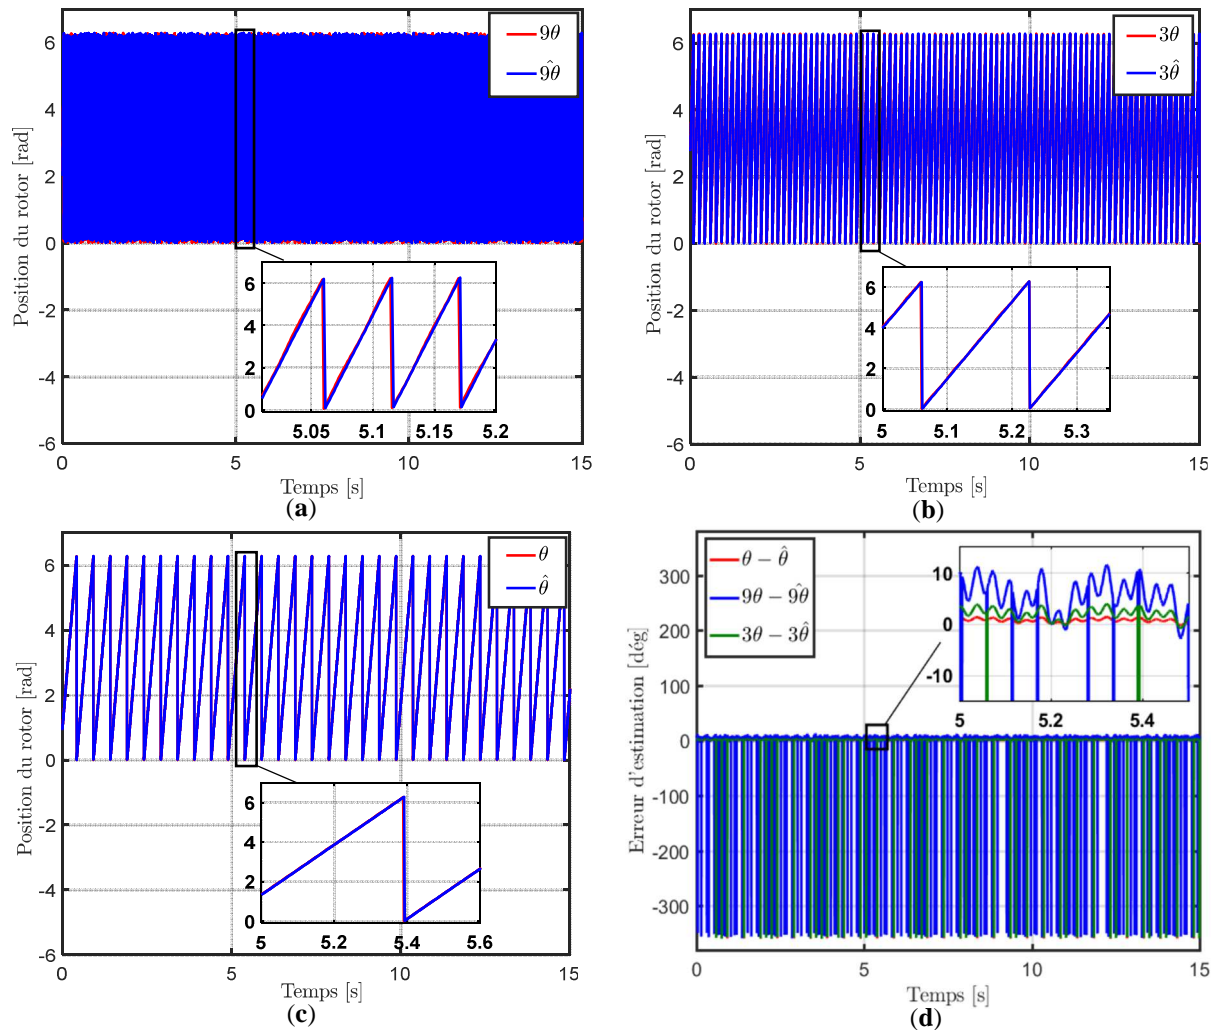 6
4
2
0
-2
-4
-6
Position du rotor [rad]
9θ
9θ̂
6
4
2
0
5.05 5.1 5.15 5.2
0 5 10 15
Temps [s]
(a)
6
4
2
0
-2
-4
-6
Position du rotor [rad]
3θ
3θ̂
6
4
2
0
5 5.1 5.2 5.3
0 5 10 15
Temps [s]
(b)
6
4
2
0
-2
-4
-6
Position du rotor [rad]
θ
θ̂
6
4
2
0
5 5.2 5.4 5.6
0 5 10 15
Temps [s]
(c)
300
200
100
0
-100
-200
-300
Erreur d'estimation [dég]
θ − θ̂
9θ − 9θ̂
3θ − 3θ̂
10
0
-10
5 5.2 5.4
0 5 10 15
Temps [s]
(d)